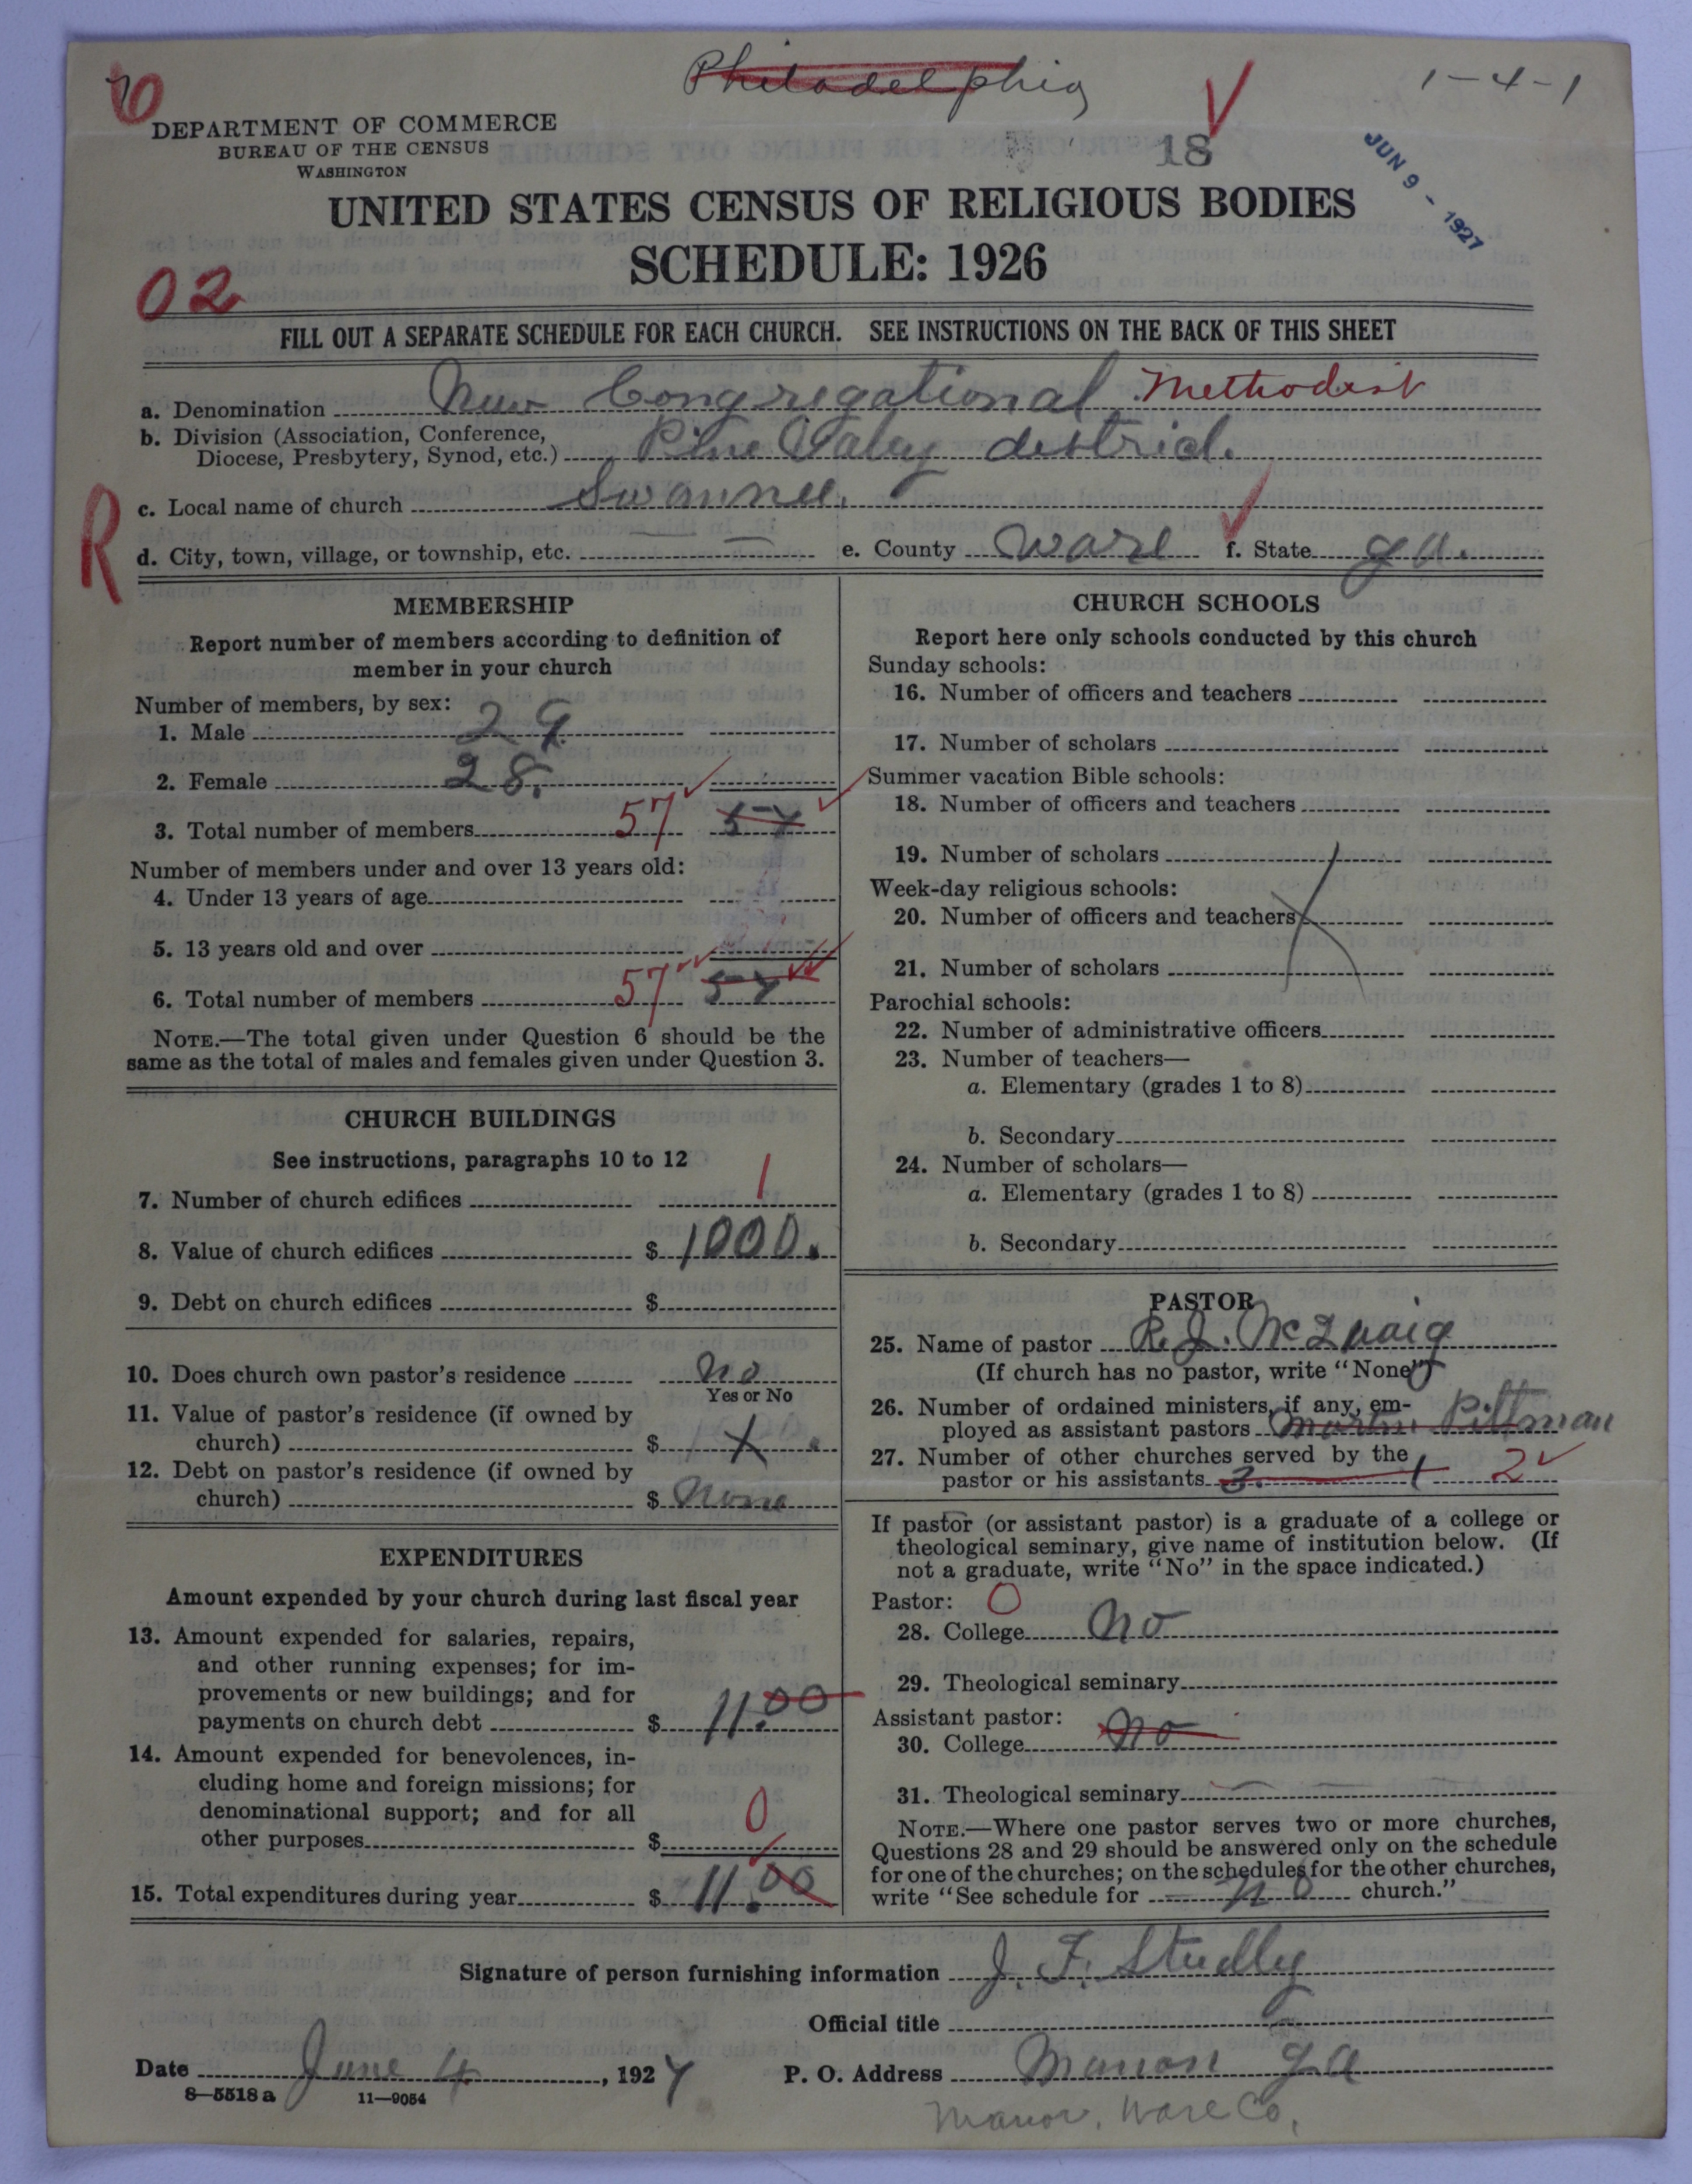 Philadelphia
1-4-1
70
DEPARTMENT OF COMMERCE
BUREAU OF THE CENSUS
WASHINGTON
18
JUN 9 - 1927
UNITED STATES CENSUS OF RELIGIOUS BODIES
SCHEDULE: 1926
02
FILL OUT A SEPARATE SCHEDULE FOR EACH CHURCH. SEE INSTRUCTIONS ON THE BACK OF THIS SHEET
a. Denomination New Congregational Methodist
b. Division (Association, Conference,
Diocese, Presbytery, Synod, etc.) Pine Valey district.
R
c. Local name of church Swannee.
d. City, town, village, or township, etc. — e. County Ware f. State ga.
MEMBERSHIP
Report number of members according to definition of
member in your church
Number of members, by sex:
1. Male 29
2. Female 28.
3. Total number of members 57 57
Number of members under and over 13 years old:
4. Under 13 years of age
5. 13 years old and over
6. Total number of members 57 57
NOTE.—The total given under Question 6 should be the
same as the total of males and females given under Question 3.
CHURCH BUILDINGS
See instructions, paragraphs 10 to 12
7. Number of church edifices 1
8. Value of church edifices $ 1000.
9. Debt on church edifices $
10. Does church own pastor's residence no
Yes or No
11. Value of pastor's residence (if owned by
church) $ X
12. Debt on pastor's residence (if owned by
church) $ none
EXPENDITURES
Amount expended by your church during last fiscal year
13. Amount expended for salaries, repairs,
and other running expenses; for im-
provements or new buildings; and for
payments on church debt $ 11.00
14. Amount expended for benevolences, in-
cluding home and foreign missions; for
denominational support; and for all
other purposes $ 0
15. Total expenditures during year $ 11.00
CHURCH SCHOOLS
Report here only schools conducted by this church
Sunday schools:
16. Number of officers and teachers
17. Number of scholars
Summer vacation Bible schools:
18. Number of officers and teachers
19. Number of scholars
Week-day religious schools:
20. Number of officers and teachers
21. Number of scholars
Parochial schools:
22. Number of administrative officers
23. Number of teachers—
a. Elementary (grades 1 to 8)
b. Secondary
24. Number of scholars—
a. Elementary (grades 1 to 8)
b. Secondary
PASTOR
25. Name of pastor R. J. McQuaig
(If church has no pastor, write "None")
26. Number of ordained ministers, if any, em-
ployed as assistant pastors Martin Pittman
27. Number of other churches served by the
pastor or his assistants 3. 1 2
If pastor (or assistant pastor) is a graduate of a college or
theological seminary, give name of institution below. (If
not a graduate, write "No" in the space indicated.)
Pastor: O
28. College no
29. Theological seminary
Assistant pastor:
30. College no
31. Theological seminary
NOTE.—Where one pastor serves two or more churches,
Questions 28 and 29 should be answered only on the schedule
for one of the churches; on the schedules for the other churches,
write "See schedule for no church."
Signature of person furnishing information J. F. Studly
Official title
Date June 4, 1927 P. O. Address Manor ga
8—5518 a 11—9054
Manor, Ware Co.